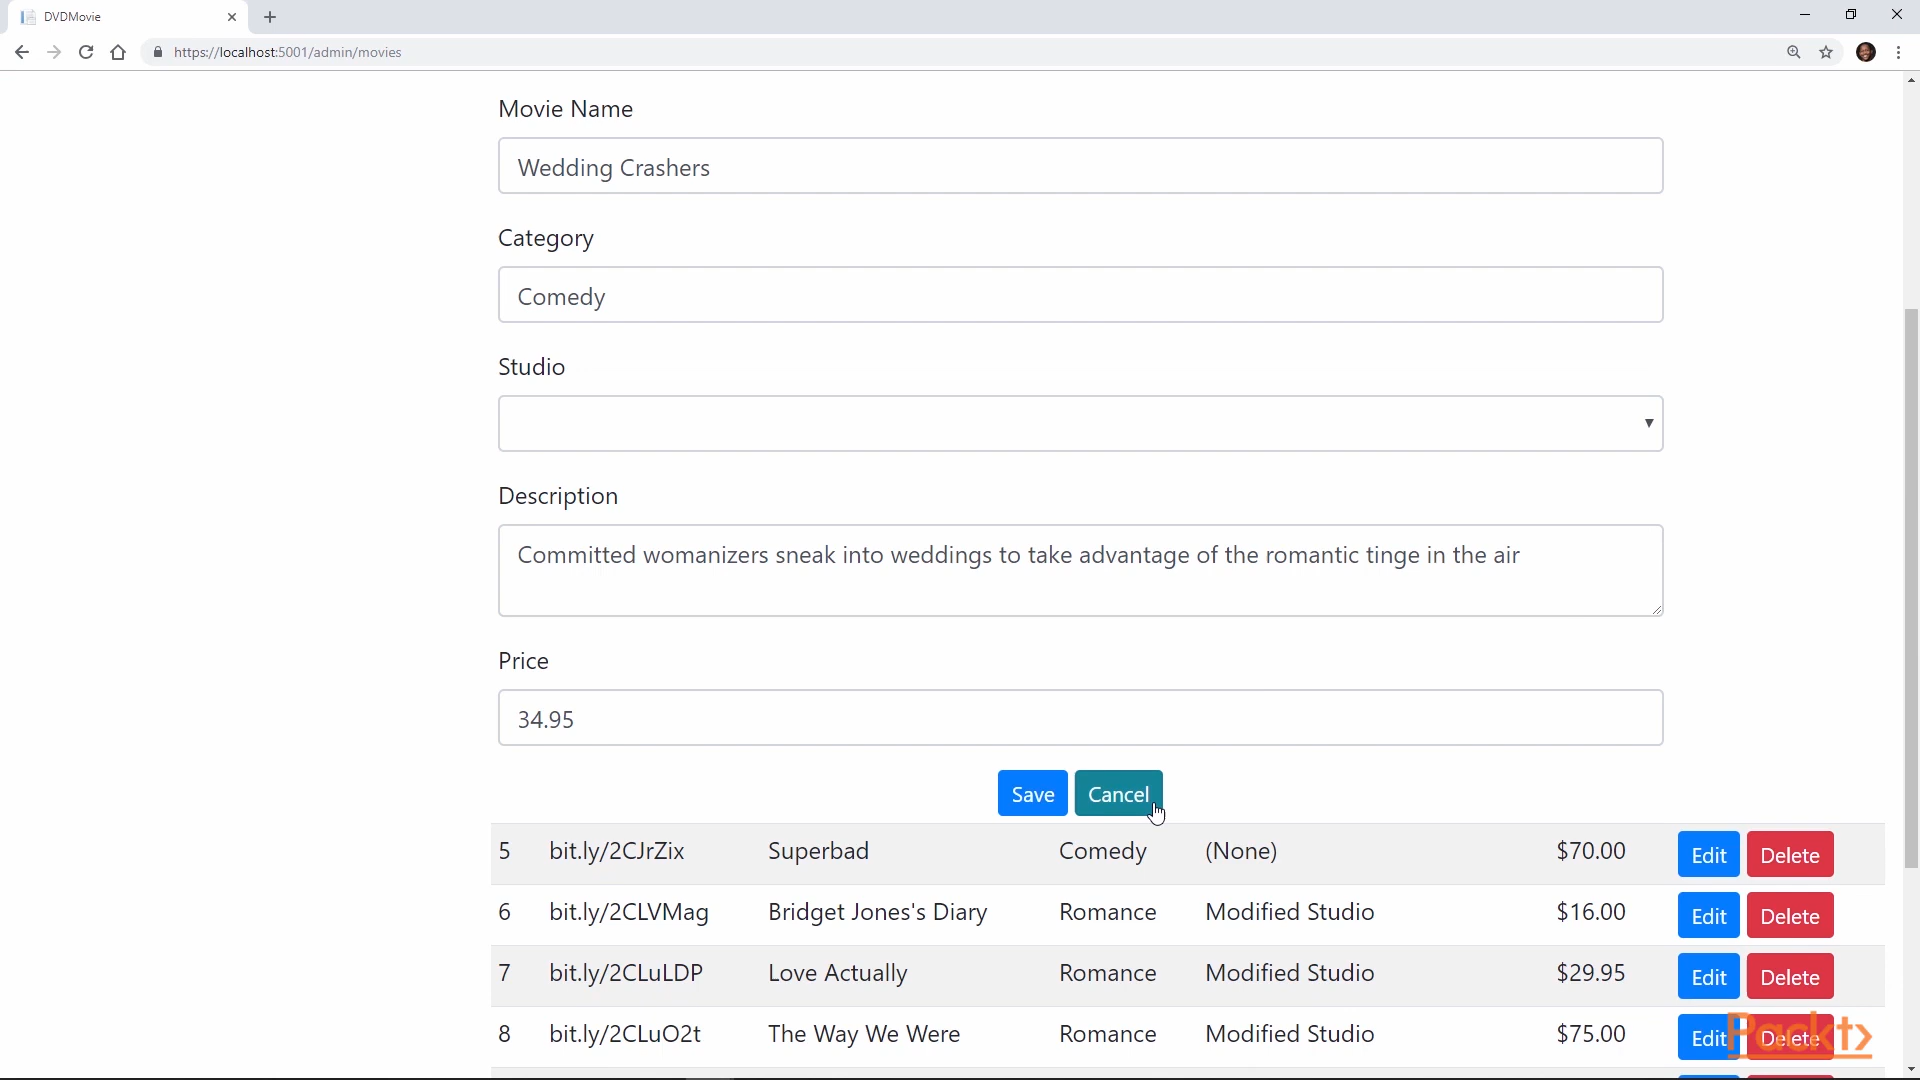 DVDMovie
https://localhost:5001/admin/movies
Movie Name
Wedding Crashers
Category
Comedy
Studio
Description
Committed womanizers sneak into weddings to take advantage of the romantic tinge in the air
Price
34.95
Save Cancel
5 bit.ly/2CJrZix Superbad Comedy (None) $70.00 Edit Delete
6 bit.ly/2CLVMag Bridget Jones's Diary Romance Modified Studio $16.00 Edit Delete
7 bit.ly/2CLuLDP Love Actually Romance Modified Studio $29.95 Edit Delete
8 bit.ly/2CLuO2t The Way We Were Romance Modified Studio $75.00 Edit Delete
Packt